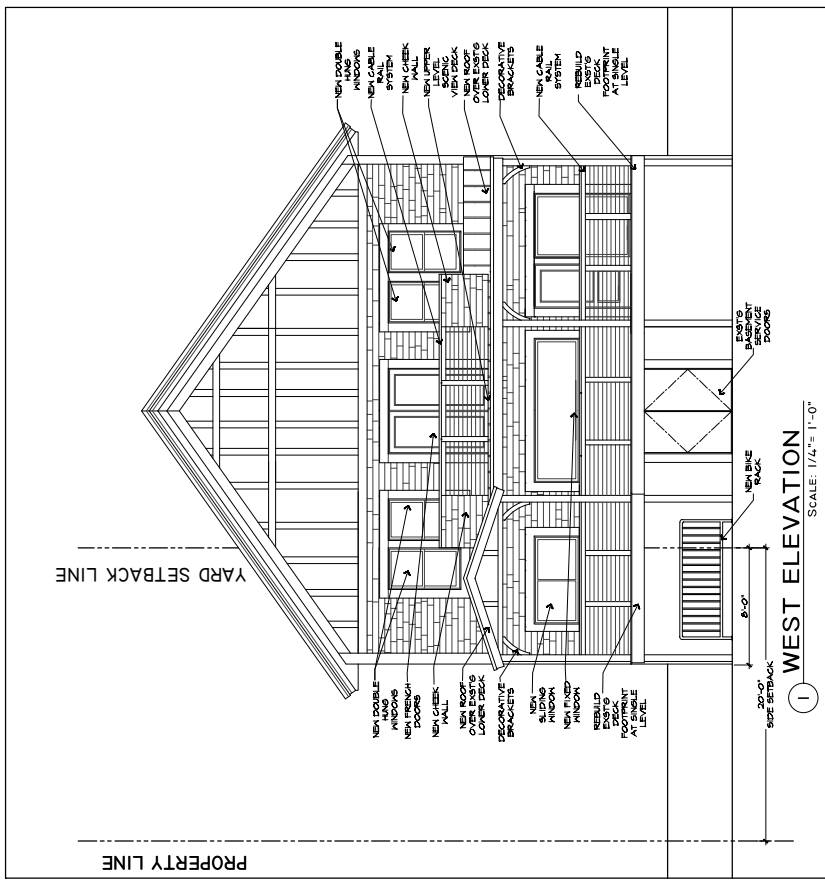 NEW DOUBLE
HUNG
WINDOWS
NEW CABLE
RAIL
SYSTEM
NEW CHEEK
WALL
NEW UPPER
LEVEL
SCENIC
VIEW DECK
NEW ROOF
OVER EXSTG
LOWER DECK
DECORATIVE
BRACKETS
NEW CABLE
RAIL
SYSTEM
REBUILD
EXSTG
DECK
FOOTPRINT
AT SINGLE
LEVEL
EXSTG
BASEMENT
SERVICE
DOORS
NEW BIKE
RACK
YARD SETBACK LINE
NEW DOUBLE
HUNG
WINDOWS
NEW FRENCH
DOORS
NEW CHEEK
WALL
NEW ROOF
OVER EXSTG
LOWER DECK
DECORATIVE
BRACKETS
NEW
SLIDING
WINDOW
NEW FIXED
WINDOW
REBUILD
EXSTG
DECK
FOOTPRINT
AT SINGLE
LEVEL
8'-0"
20'-0"
SIDE SETBACK
PROPERTY LINE
1
WEST ELEVATION
SCALE: 1/4"= 1'-0"